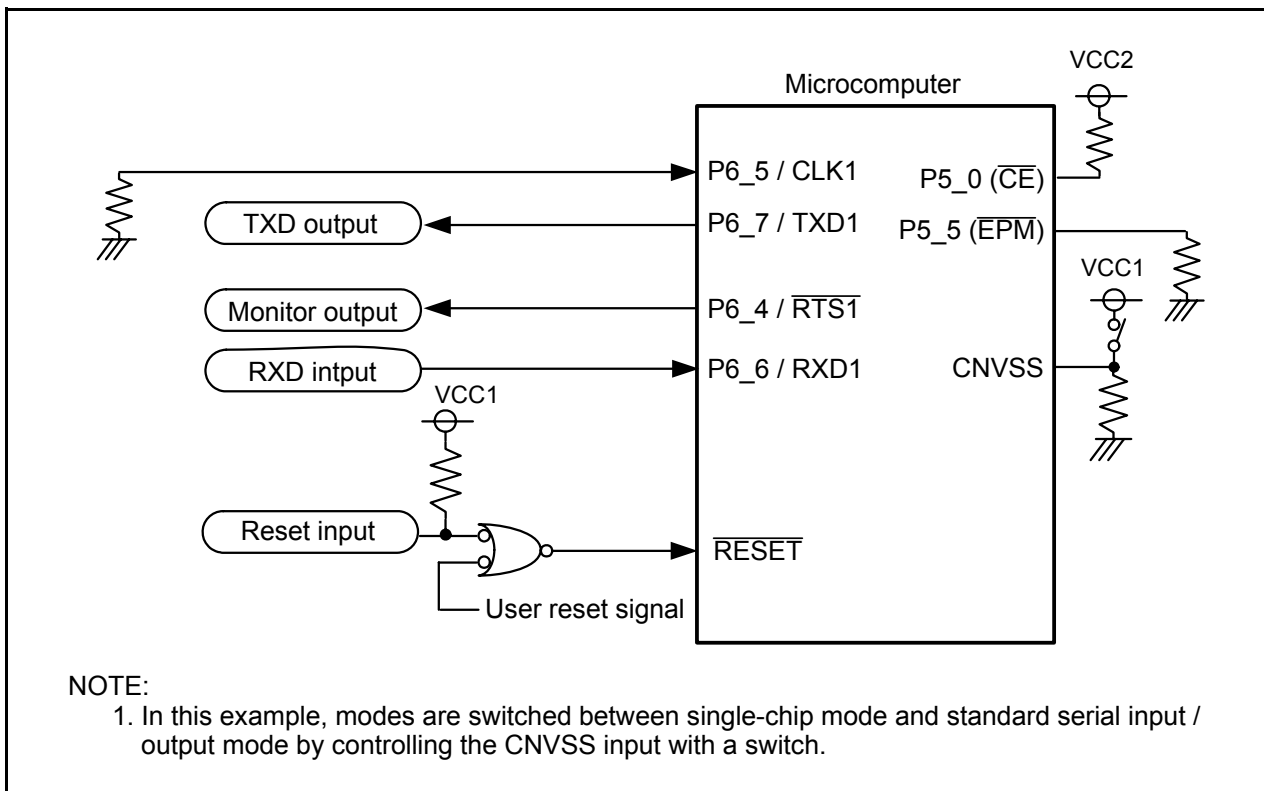 VCC2
Microcomputer
P6_5 / CLK1
P5_0 (CE)
TXD output
P6_7 / TXD1
P5_5 (EPM)
VCC1
Monitor output
P6_4 / RTS1
RXD intput
P6_6 / RXD1
CNVSS
VCC1
Reset input
RESET
User reset signal
NOTE:
1. In this example, modes are switched between single-chip mode and standard serial input /
output mode by controlling the CNVSS input with a switch.